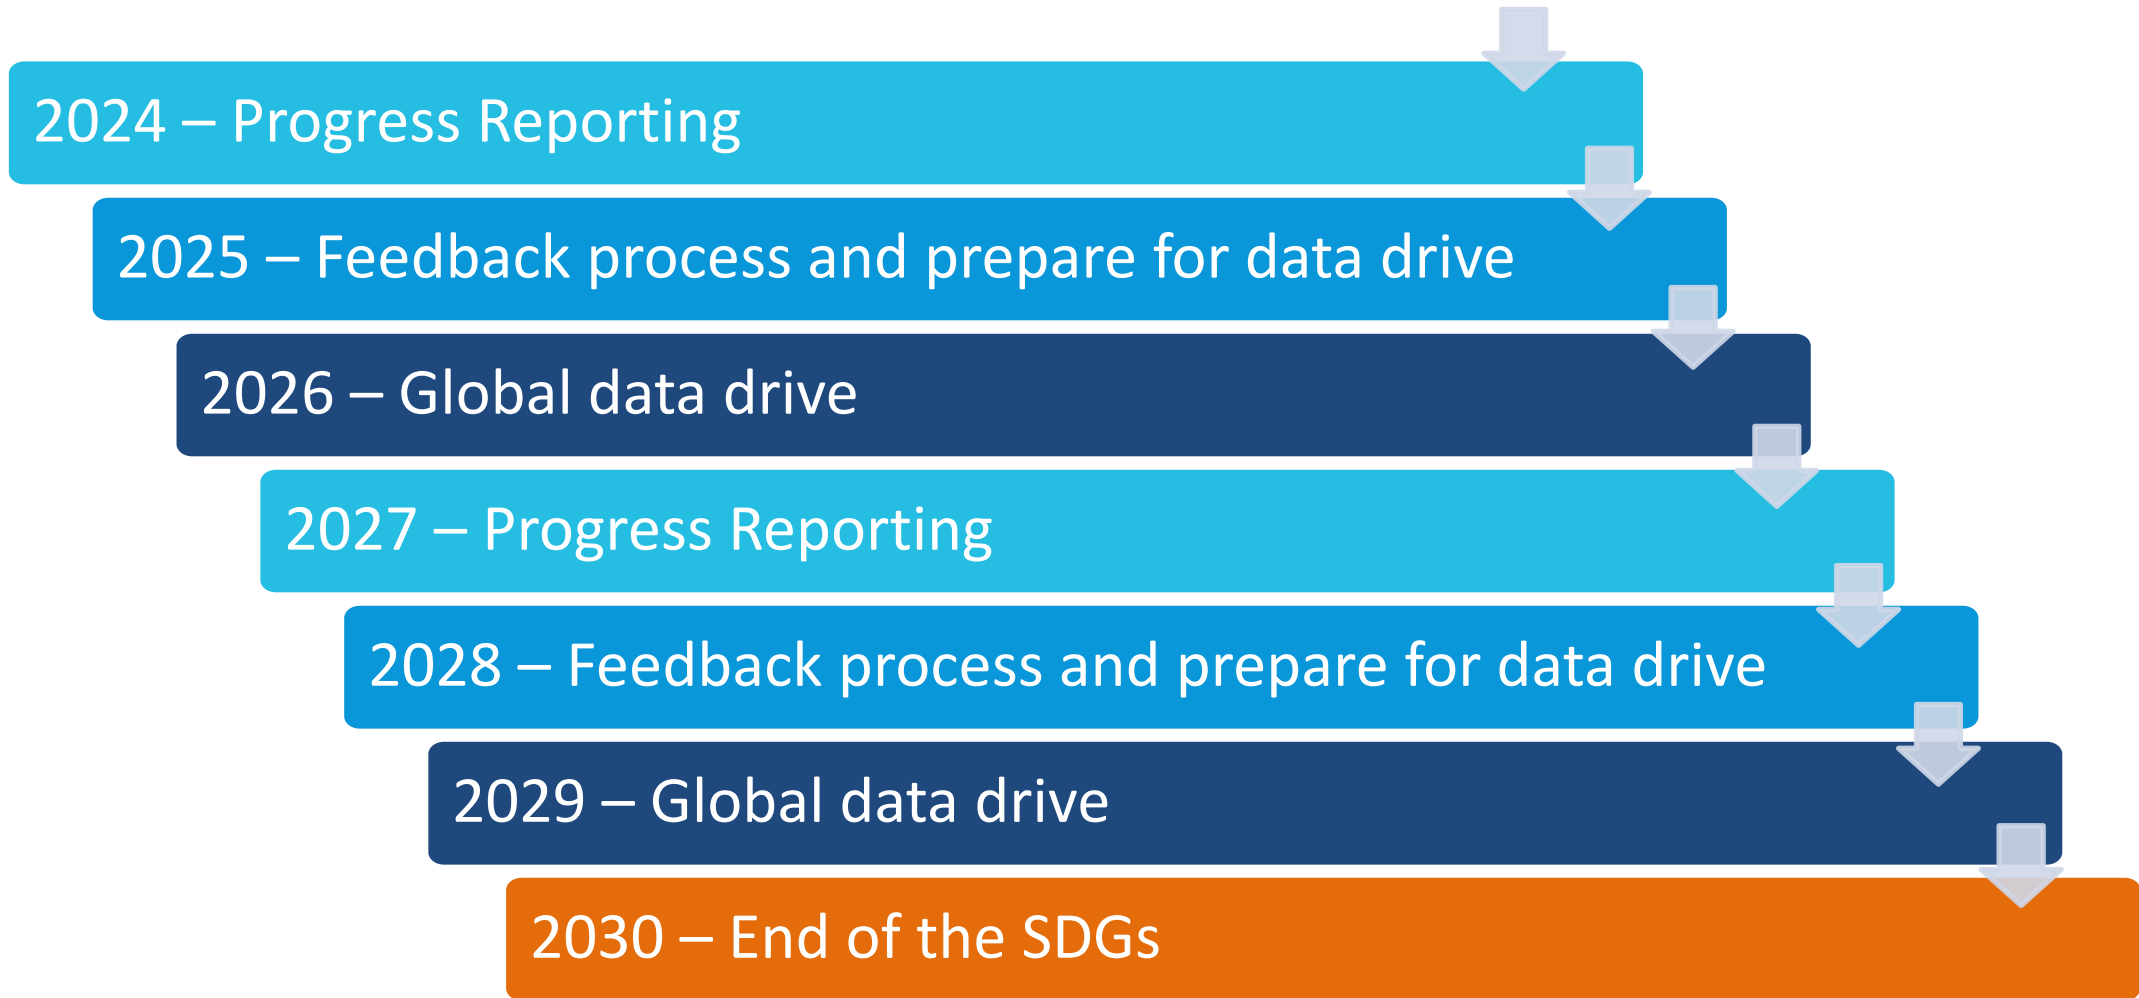 2024 – Progress Reporting
2025 – Feedback process and prepare for data drive
2026 – Global data drive
2027 – Progress Reporting
2028 – Feedback process and prepare for data drive
2029 – Global data drive
2030 – End of the SDGs